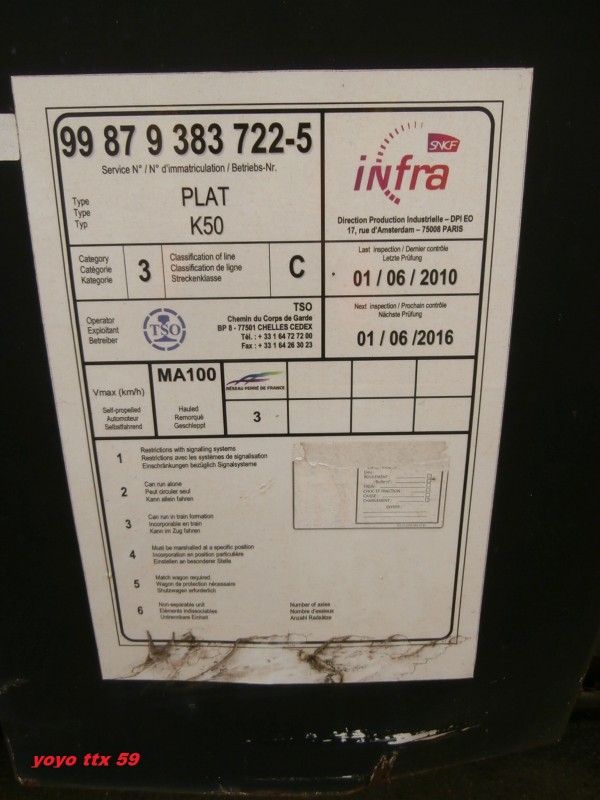 99 87 9 383 722-5
Service N° / N° d'immatriculation / Betriebs-Nr.
Type
Type
Typ
PLAT
K50
SNCF
infra
Direction Production Industrielle – DPI EO
17, rue d'Amsterdam – 75008 PARIS
Category
Catégorie
Kategorie
3
Classification of line
Classification de ligne
Streckenklasse
C
Last inspection / Dernier contrôle
Letzte Prüfung
01 / 06 / 2010
Operator
Exploitant
Betreiber
TSO
TSO
Chemin du Corps de Garde
BP 8 - 77501 CHELLES CEDEX
Tél. : + 33 1 64 72 72 00
Fax : + 33 1 64 26 30 23
Next inspection / Prochain contrôle
Nächste Prüfung
01 / 06 /2016
Vmax (km/h)
Self-propelled
Automoteur
Selbstfahrend
MA100
Hauled
Remorqué
Geschleppt
RÉSEAU FERRÉ DE FRANCE
3
1 Restrictions with signalling systems
Restrictions avec les systèmes de signalisation
Einschränkungen bezüglich Signalsysteme
2 Can run alone
Peut circuler seul
Kann allein fahren
3 Can run in train formation
Incorporable en train
Kann im Zug fahren
4 Must be marshalled at a specific position
Incorporation en position particulière
Einstellen an besonderer Stelle
5 Match wagon required
Wagon de protection nécessaire
Schutzwagen erforderlich
6 Non-separable unit
Eléments indissociables
Untrennbare Einheit
Number of axles
Nombre d'essieux
Anzahl Radsätze
yoyo ttx 59